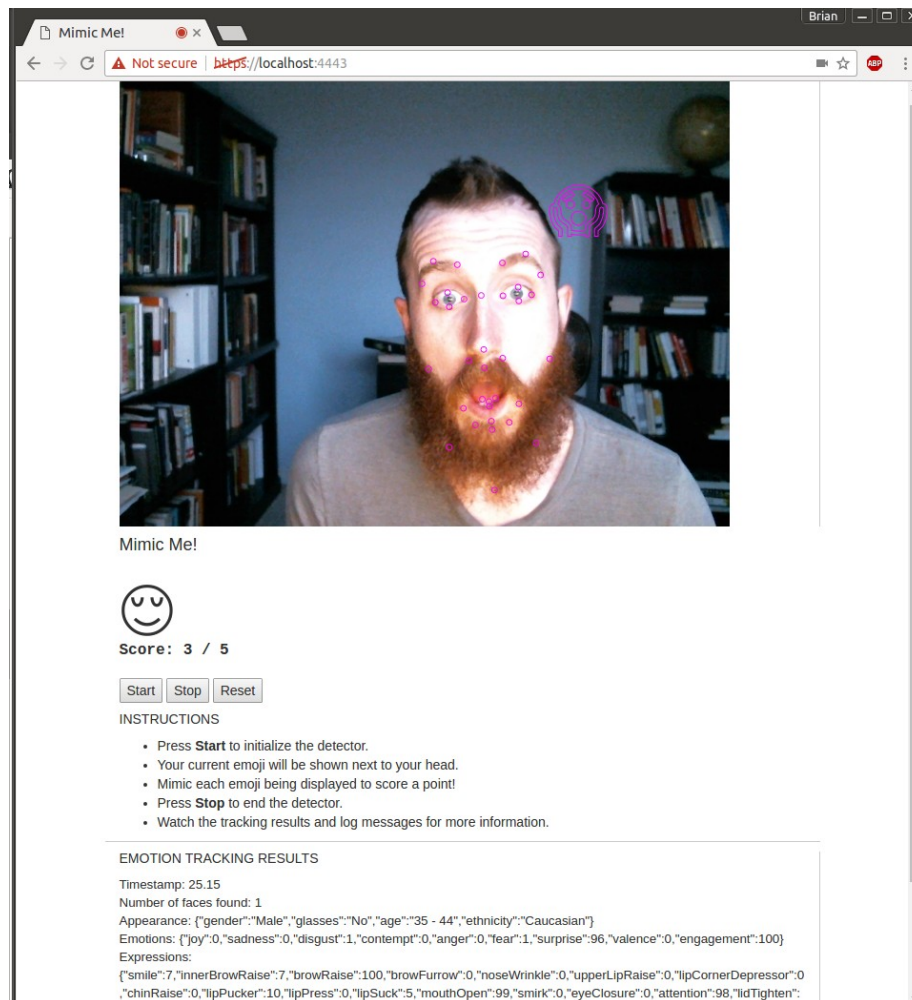 Brian
Mimic Me!
Not secure | https://localhost:4443
ABP
Mimic Me!
Score: 3 / 5
Start Stop Reset
INSTRUCTIONS
• Press Start to initialize the detector.
• Your current emoji will be shown next to your head.
• Mimic each emoji being displayed to score a point!
• Press Stop to end the detector.
• Watch the tracking results and log messages for more information.
EMOTION TRACKING RESULTS
Timestamp: 25.15
Number of faces found: 1
Appearance: {"gender":"Male","glasses":"No","age":"35 - 44","ethnicity":"Caucasian"}
Emotions: {"joy":0,"sadness":0,"disgust":1,"contempt":0,"anger":0,"fear":1,"surprise":96,"valence":0,"engagement":100}
Expressions:
{"smile":7,"innerBrowRaise":7,"browRaise":100,"browFurrow":0,"noseWrinkle":0,"upperLipRaise":0,"lipCornerDepressor":0
,"chinRaise":0,"lipPucker":10,"lipPress":0,"lipSuck":5,"mouthOpen":99,"smirk":0,"eyeClosure":0,"attention":98,"lidTighten":